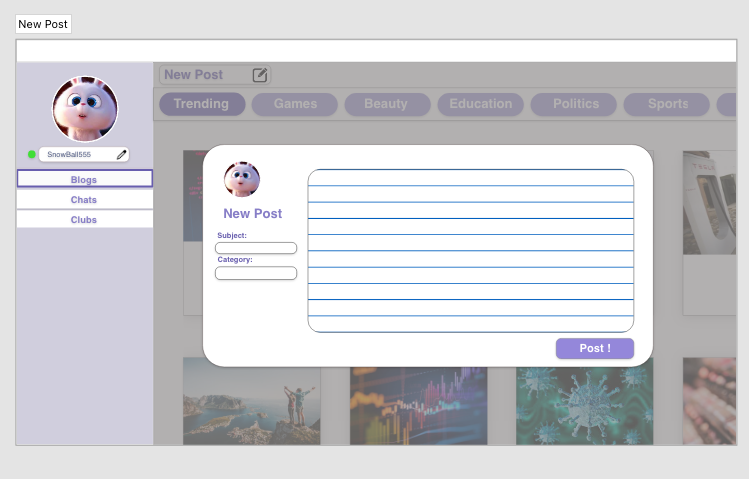 New Post
New Post
Trending
Games
Beauty
Education
Politics
Sports
SnowBall555
Blogs
Chats
Clubs
New Post
Subject:
Category:
Post !